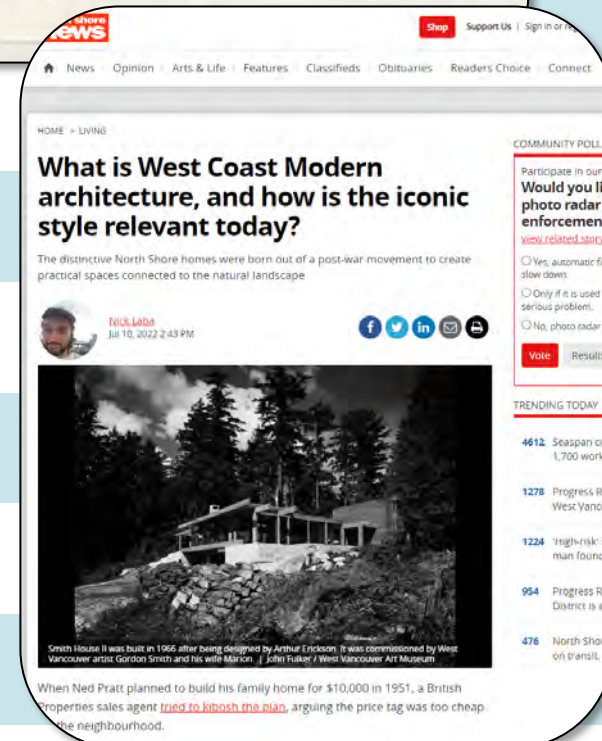 shore
news
Shop
Support Us | Sign in or
News Opinion Arts & Life Features Classifieds Obituaries Readers Choice Connect
HOME > LIVING
What is West Coast Modern
architecture, and how is the iconic
style relevant today?
The distinctive North Shore homes were born out of a post-war movement to create
practical spaces connected to the natural landscape
Nick Laba
Jul 10, 2022 2:43 PM
Smith House II was built in 1966 after being designed by Arthur Erickson. It was commissioned by West
Vancouver artist Gordon Smith and his wife Marion. | John Fulker / West Vancouver Art Museum
When Ned Pratt planned to build his family home for $10,000 in 1951, a British
Properties sales agent tried to kibosh the plan, arguing the price tag was too cheap
the neighbourhood.
COMMUNITY POLL
Participate in our
Would you li
photo radar
enforcemen
view related story
Yes, automatic fi
slow down.
Only if it is used
serious problem.
No, photo radar
Vote Results
TRENDING TODAY
4612 Seaspan
1,700 work
1278 Progress R
West Vanc
1224 'High-risk'
man found
954 Progress R
District is a
476 North Sho
on transit,